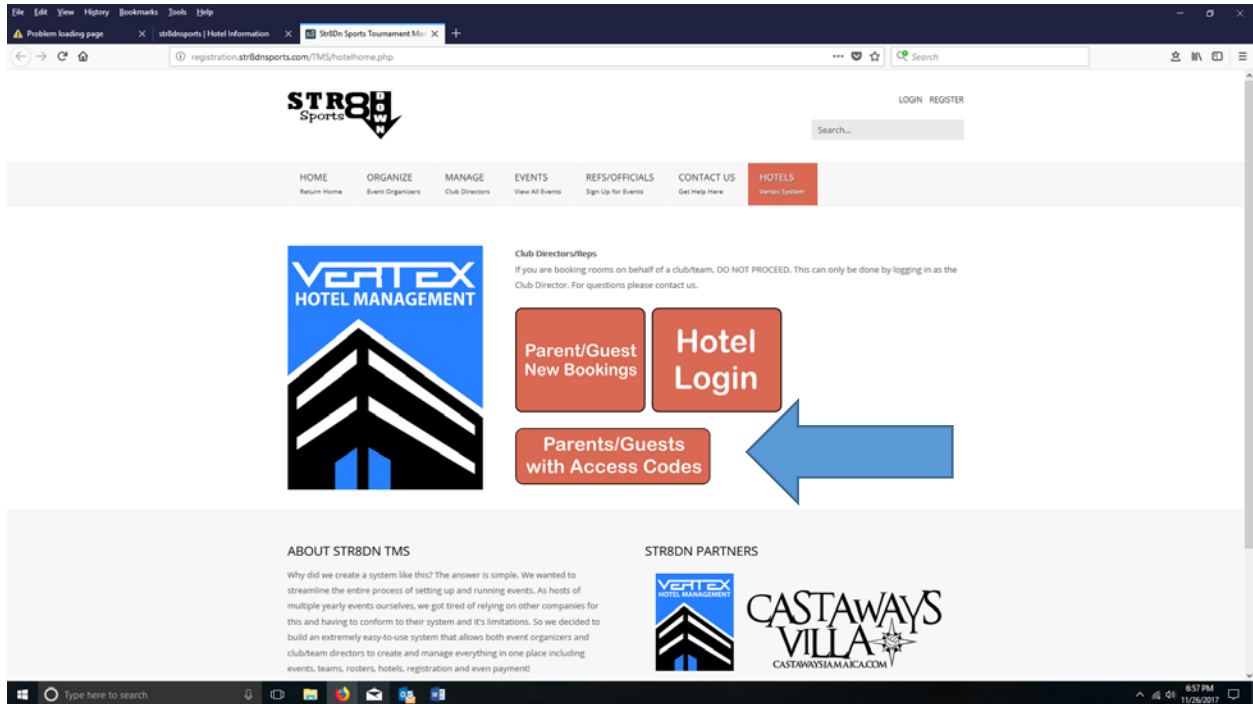 File Edit View History Bookmarks Tools Help
Problem loading page
str8dnsports | Hotel Information
Str8Dn Sports Tournament Man
registration.str8dnsports.com/TMS/hotelhome.php
Search
STR8
Sports
DOWN
LOGIN REGISTER
Search...
HOME ORGANIZE MANAGE EVENTS REFS/OFFICIALS CONTACT US HOTELS
Return Home Event Organizers Club Directors View All Events Sign Up for Events Get Help Here Vertex System
VERTEX
HOTEL MANAGEMENT
Club Directors/Reps
If you are booking rooms on behalf of a club/team, DO NOT PROCEED. This can only be done by logging in as the
Club Director. For questions please contact us.
Parent/Guest
New Bookings
Hotel
Login
Parents/Guests
with Access Codes
ABOUT STR8DN TMS
Why did we create a system like this? The answer is simple. We wanted to
streamline the entire process of setting up and running events. As hosts of
multiple yearly events ourselves, we got tired of relying on other companies for
this and having to conform to their system and it's limitations. So we decided to
build an extremely easy-to-use system that allows both event organizers and
club/team directors to create and manage everything in one place including
events, teams, rosters, hotels, registration and even payment!
STR8DN PARTNERS
VERTEX
HOTEL MANAGEMENT
CASTAWAYS
VILLA
CASTAWAYSJAMAICA.COM
Type here to search
6:57 PM
11/26/2017